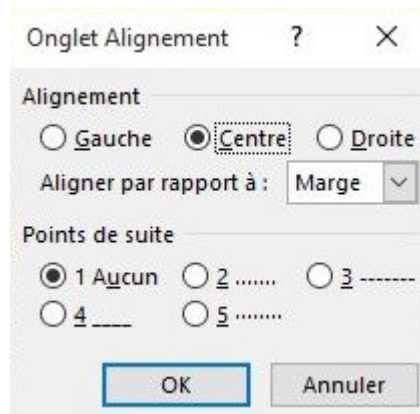 Onglet Alignement ?
Alignement
Gauche Centre Droite
Aligner par rapport à : Marge
Points de suite
1 Aucun 2 ....... 3 -------
4 ____ 5 ········
OK Annuler